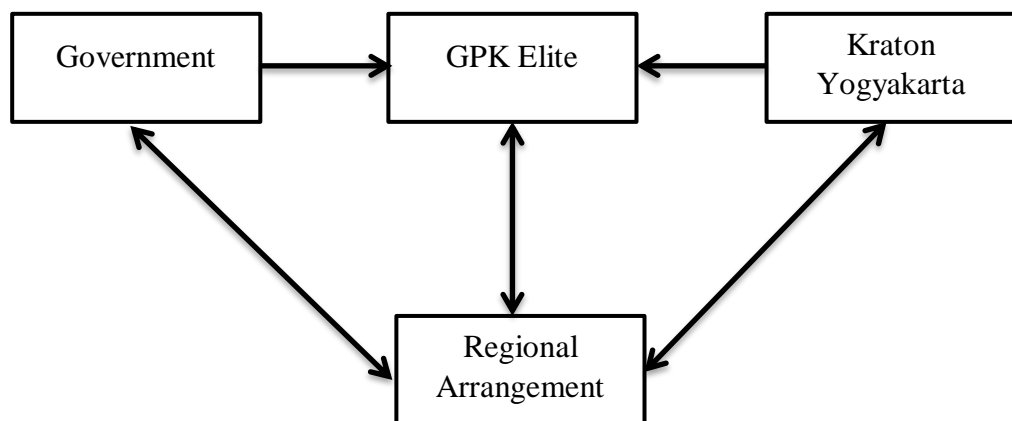 Government
GPK Elite
Kraton
Yogyakarta
Regional
Arrangement